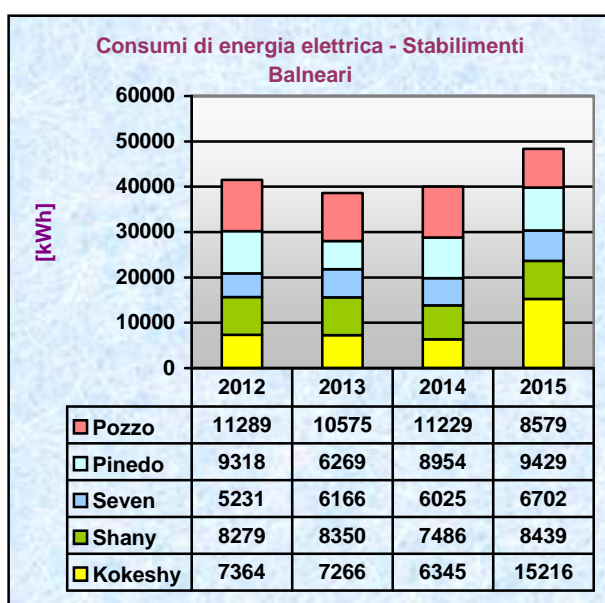 Consumi di energia elettrica - Stabilimenti
Balneari
60000
50000
40000
30000
20000
10000
0
[kWh]
2012 2013 2014 2015
Pozzo 11289 10575 11229 8579
Pinedo 9318 6269 8954 9429
Seven 5231 6166 6025 6702
Shany 8279 8350 7486 8439
Kokeshy 7364 7266 6345 15216